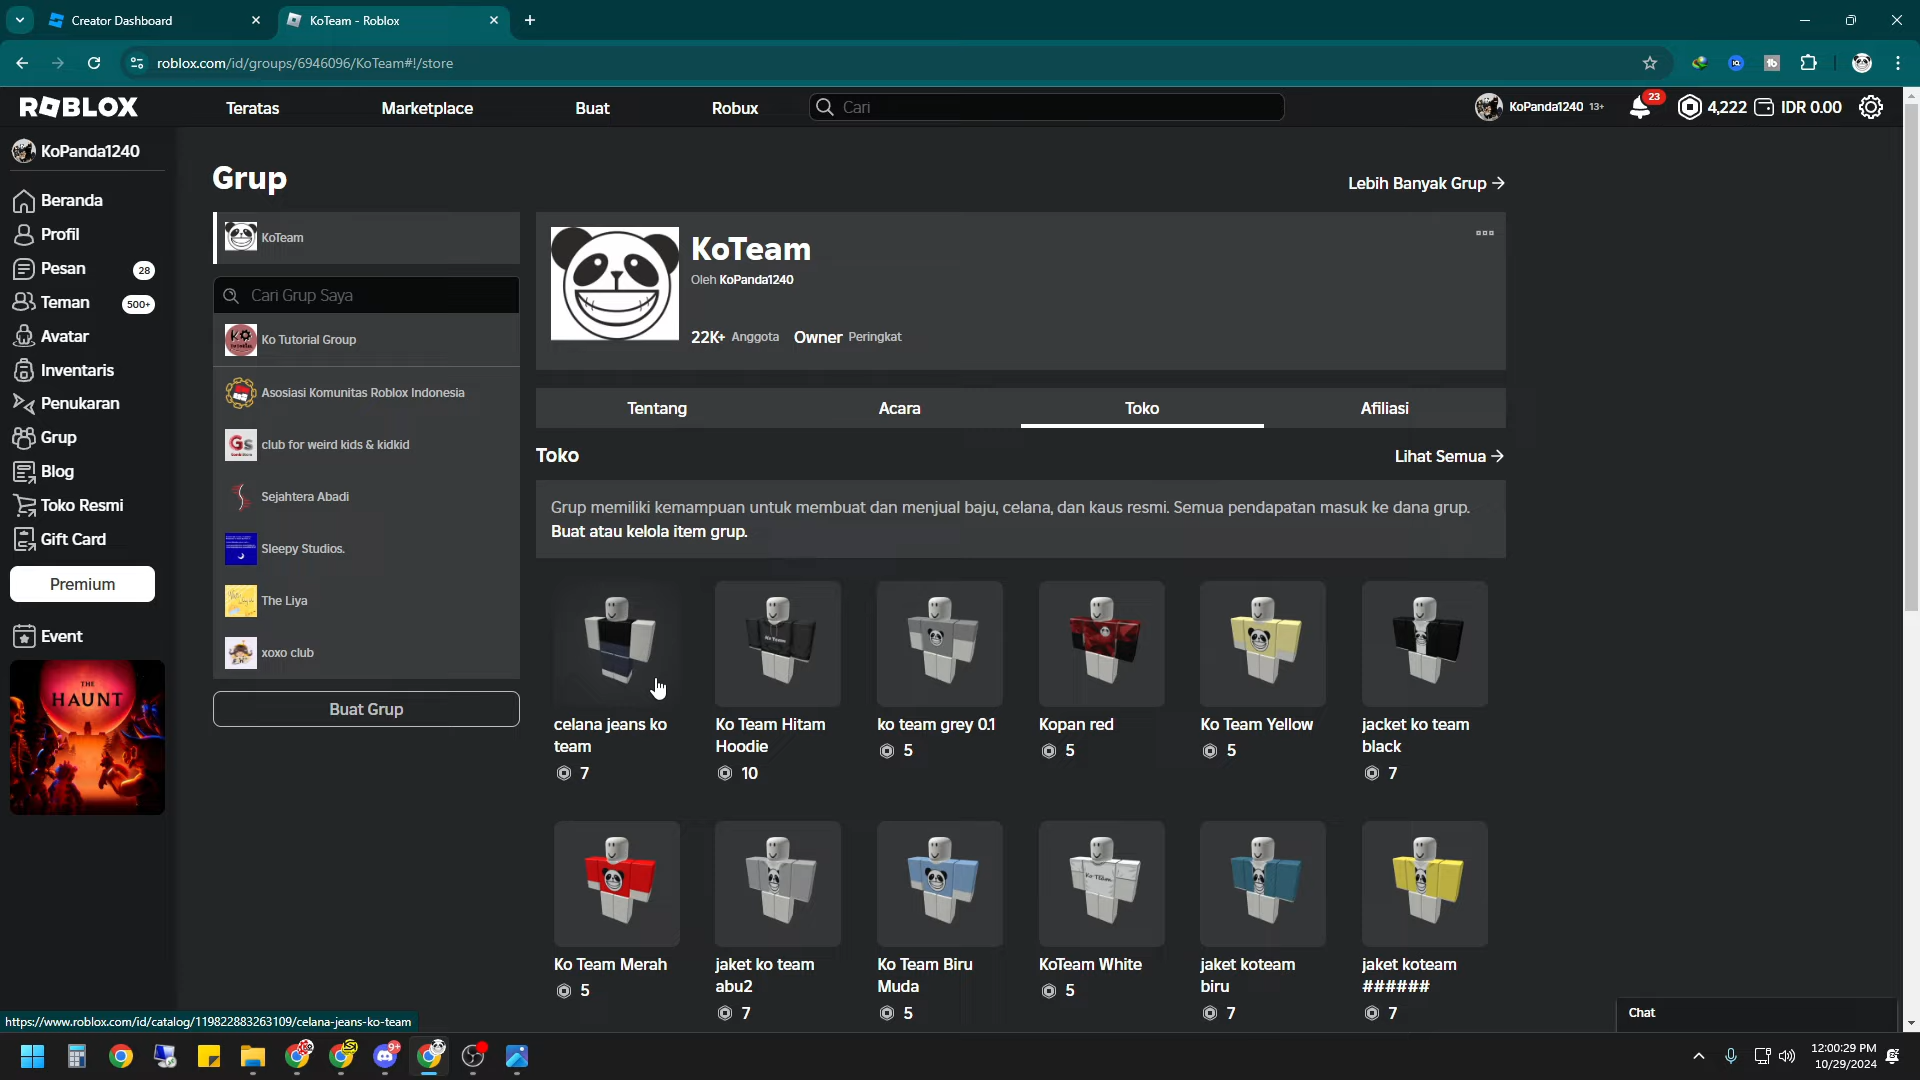 Creator Dashboard
KoTeam - Roblox
roblox.com/id/groups/6946096/KoTeam#!/store
ROBLOX
Teratas
Marketplace
Buat
Robux
Cari
KoPanda1240 13+
23
4,222
IDR 0.00
KoPanda1240
Beranda
Profil
Pesan 28
Teman 500+
Avatar
Inventaris
Penukaran
Grup
Blog
Toko Resmi
Gift Card
Premium
Event
THE
HAUNT
Grup
Lebih Banyak Grup
KoTeam
Cari Grup Saya
Ko Tutorial Group
Asosiasi Komunitas Roblox Indonesia
club for weird kids & kidkid
Sejahtera Abadi
Sleepy Studios.
The Liya
xoxo club
Buat Grup
KoTeam
Oleh KoPanda1240
22K+ Anggota Owner Peringkat
Tentang
Acara
Toko
Afiliasi
Toko
Lihat Semua
Grup memiliki kemampuan untuk membuat dan menjual baju, celana, dan kaus resmi. Semua pendapatan masuk ke dana grup.
Buat atau kelola item grup.
celana jeans ko
team
7
Ko Team Hitam
Hoodie
10
ko team grey 0.1
5
Kopan red
5
Ko Team Yellow
5
jacket ko team
black
7
Ko Team Merah
5
jaket ko team
abu2
7
Ko Team Biru
Muda
5
KoTeam White
5
jaket koteam
biru
7
jaket koteam
######
7
Chat
https://www.roblox.com/id/catalog/119822883263109/celana-jeans-ko-team
9+
12:00:29 PM
10/29/2024